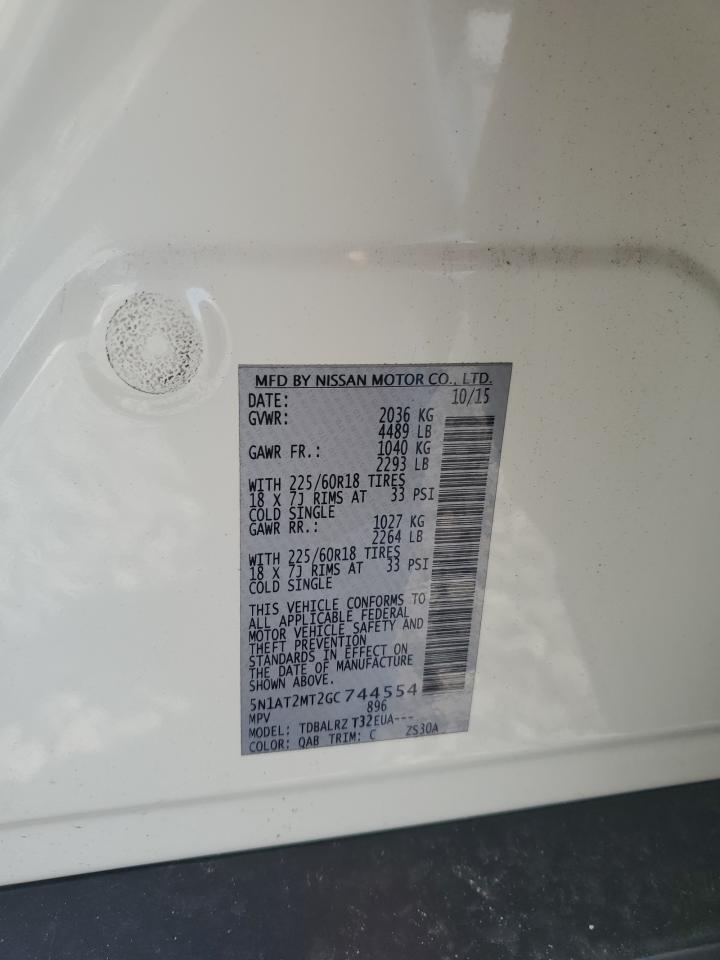 MFD BY NISSAN MOTOR CO., LTD.
DATE: 10/15
GVWR: 2036 KG
4489 LB
GAWR FR.: 1040 KG
2293 LB
WITH 225/60R18 TIRES
18 X 7J RIMS AT 33 PSI
COLD SINGLE
GAWR RR.: 1027 KG
2264 LB
WITH 225/60R18 TIRES
18 X 7J RIMS AT 33 PSI
COLD SINGLE
THIS VEHICLE CONFORMS TO
ALL APPLICABLE FEDERAL
MOTOR VEHICLE SAFETY AND
THEFT PREVENTION
STANDARDS IN EFFECT ON
THE DATE OF MANUFACTURE
SHOWN ABOVE.
5N1AT2MT2GC744554
MPV 896
MODEL: TDBALRZ T32EUA---
COLOR: QAB TRIM: C ZS30A